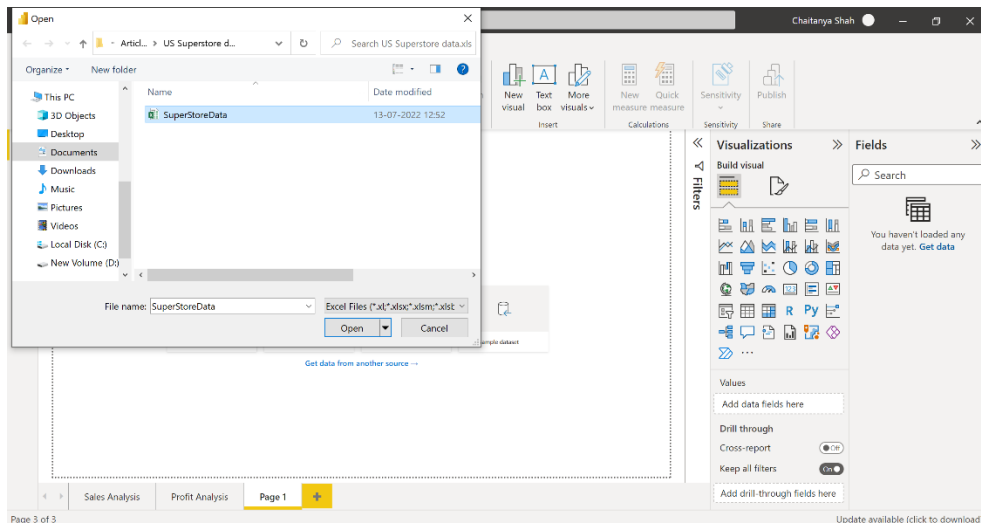 Open
Chaitanya Shah
Articl... > US Superstore d...
Search US Superstore data.xls
Organize
New folder
This PC
3D Objects
Desktop
Documents
Downloads
Music
Pictures
Videos
Local Disk (C:)
New Volume (D:)
Name
Date modified
SuperStoreData
13-07-2022 12:52
File name: SuperStoreData
Excel Files (*.xl;*.xlsx;*.xlsm;*.xlsb
Open
Cancel
New visual
Text box
More visuals
Insert
New measure
Quick measure
Calculations
Sensitivity
Sensitivity
Publish
Share
Get data from another source →
Filters
Visualizations
Build visual
R
Py
123
Values
Add data fields here
Drill through
Cross-report
Off
Keep all filters
On
Add drill-through fields here
Fields
Search
You haven't loaded any
data yet. Get data
Sales Analysis
Profit Analysis
Page 1
Page 3 of 3
Update available (click to download